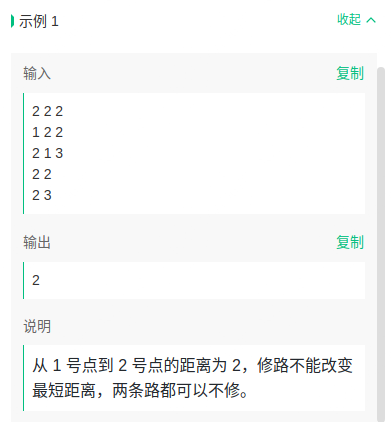 示例 1
收起
输入
复制
2 2 2
1 2 2
2 1 3
2 2
2 3
输出
复制
2
说明
从 1 号点到 2 号点的距离为 2，修路不能改变
最短距离，两条路都可以不修。